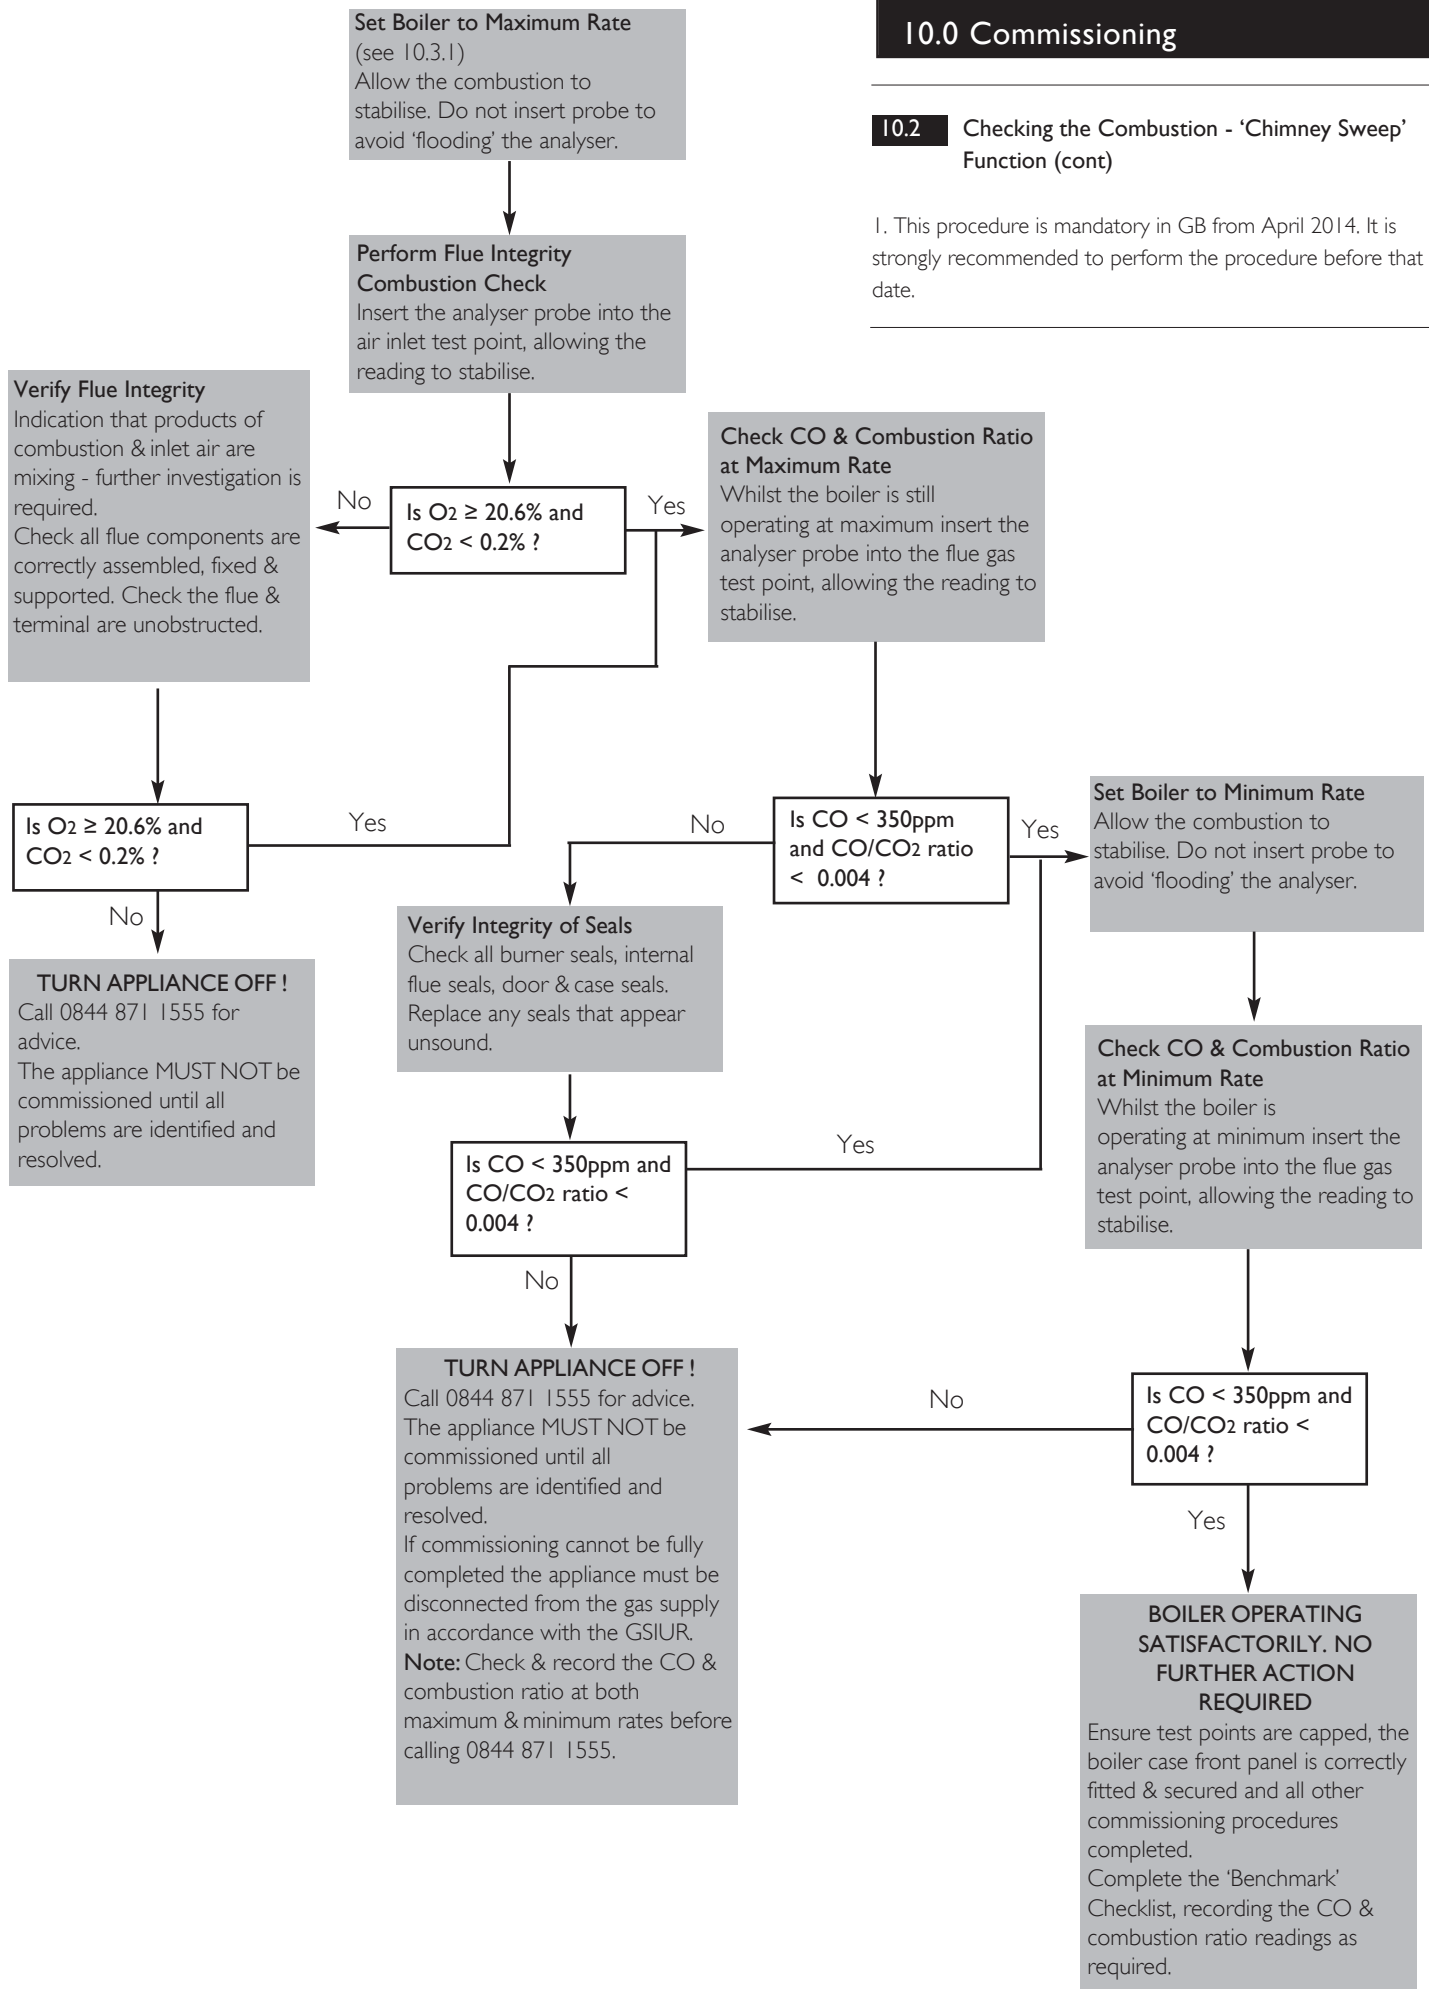 10.0 Commissioning
10.2 Checking the Combustion - ‘Chimney Sweep’
Function (cont)
1. This procedure is mandatory in GB from April 2014. It is
strongly recommended to perform the procedure before that
date.
Set Boiler to Maximum Rate
(see 10.3.1)
Allow the combustion to
stabilise. Do not insert probe to
avoid ‘flooding’ the analyser.
Perform Flue Integrity
Combustion Check
Insert the analyser probe into the
air inlet test point, allowing the
reading to stabilise.
Is O2 ≥ 20.6% and
CO2 < 0.2% ?
No
Yes
Verify Flue Integrity
Indication that products of
combustion & inlet air are
mixing - further investigation is
required.
Check all flue components are
correctly assembled, fixed &
supported. Check the flue &
terminal are unobstructed.
Is O2 ≥ 20.6% and
CO2 < 0.2% ?
Yes
No
TURN APPLIANCE OFF !
Call 0844 871 1555 for
advice.
The appliance MUST NOT be
commissioned until all
problems are identified and
resolved.
Check CO & Combustion Ratio
at Maximum Rate
Whilst the boiler is still
operating at maximum insert the
analyser probe into the flue gas
test point, allowing the reading to
stabilise.
Is CO < 350ppm
and CO/CO2 ratio
< 0.004 ?
No
Yes
Verify Integrity of Seals
Check all burner seals, internal
flue seals, door & case seals.
Replace any seals that appear
unsound.
Is CO < 350ppm and
CO/CO2 ratio <
0.004 ?
Yes
No
TURN APPLIANCE OFF !
Call 0844 871 1555 for advice.
The appliance MUST NOT be
commissioned until all
problems are identified and
resolved.
If commissioning cannot be fully
completed the appliance must be
disconnected from the gas supply
in accordance with the GSIUR.
Note: Check & record the CO &
combustion ratio at both
maximum & minimum rates before
calling 0844 871 1555.
Set Boiler to Minimum Rate
Allow the combustion to
stabilise. Do not insert probe to
avoid ‘flooding’ the analyser.
Check CO & Combustion Ratio
at Minimum Rate
Whilst the boiler is
operating at minimum insert the
analyser probe into the flue gas
test point, allowing the reading to
stabilise.
Is CO < 350ppm and
CO/CO2 ratio <
0.004 ?
No
Yes
BOILER OPERATING
SATISFACTORILY. NO
FURTHER ACTION
REQUIRED
Ensure test points are capped, the
boiler case front panel is correctly
fitted & secured and all other
commissioning procedures
completed.
Complete the ‘Benchmark’
Checklist, recording the CO &
combustion ratio readings as
required.